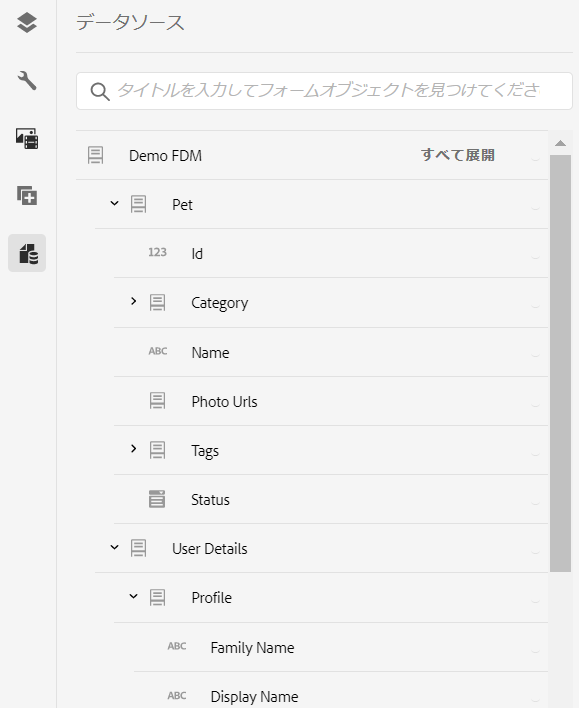 データソース
タイトルを入力してフォームオブジェクトを見つけてくださ
Demo FDM すべて展開
Pet
123 Id
Category
ABC Name
Photo Urls
Tags
Status
User Details
Profile
ABC Family Name
ABC Display Name